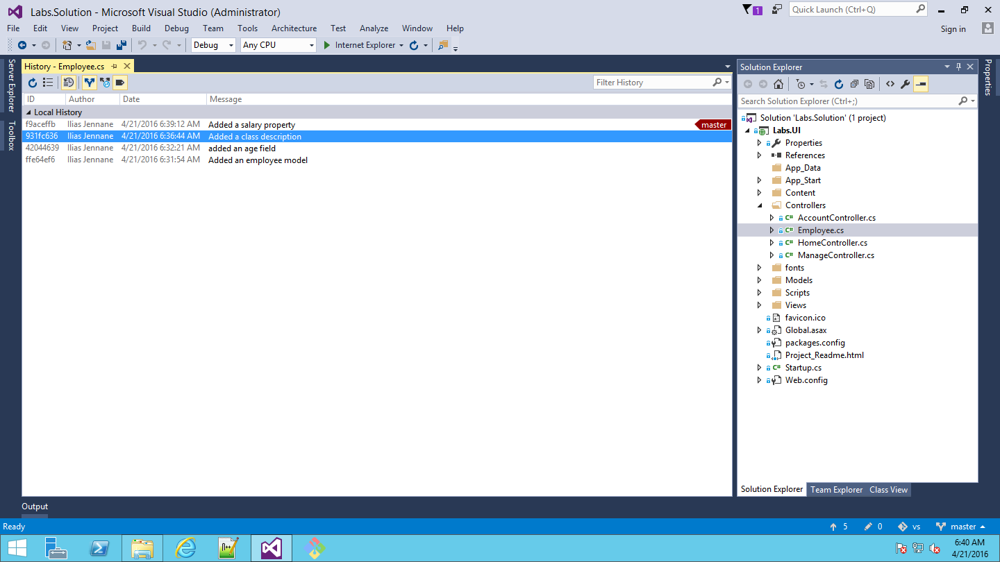 Labs.Solution - Microsoft Visual Studio (Administrator)
1
Quick Launch (Ctrl+Q)
File Edit View Project Build Debug Team Tools Architecture Test Analyze Window Help
Sign in
Debug Any CPU Internet Explorer
Server Explorer
Toolbox
History - Employee.cs
Filter History
ID Author Date Message
Local History
f9aceffb Ilias Jennane 4/21/2016 6:39:12 AM Added a salary property master
931fc636 Ilias Jennane 4/21/2016 6:36:44 AM Added a class description
42044639 Ilias Jennane 4/21/2016 6:32:21 AM added an age field
ffe64ef6 Ilias Jennane 4/21/2016 6:31:54 AM Added an employee model
Solution Explorer
Search Solution Explorer (Ctrl+;)
Solution 'Labs.Solution' (1 project)
Labs.UI
Properties
References
App_Data
App_Start
Content
Controllers
C# AccountController.cs
C# Employee.cs
C# HomeController.cs
C# ManageController.cs
fonts
Models
Scripts
Views
favicon.ico
Global.asax
packages.config
Project_Readme.html
C# Startup.cs
Web.config
Solution Explorer Team Explorer Class View
Properties
Output
Ready
5 0 vs master
6:40 AM
4/21/2016